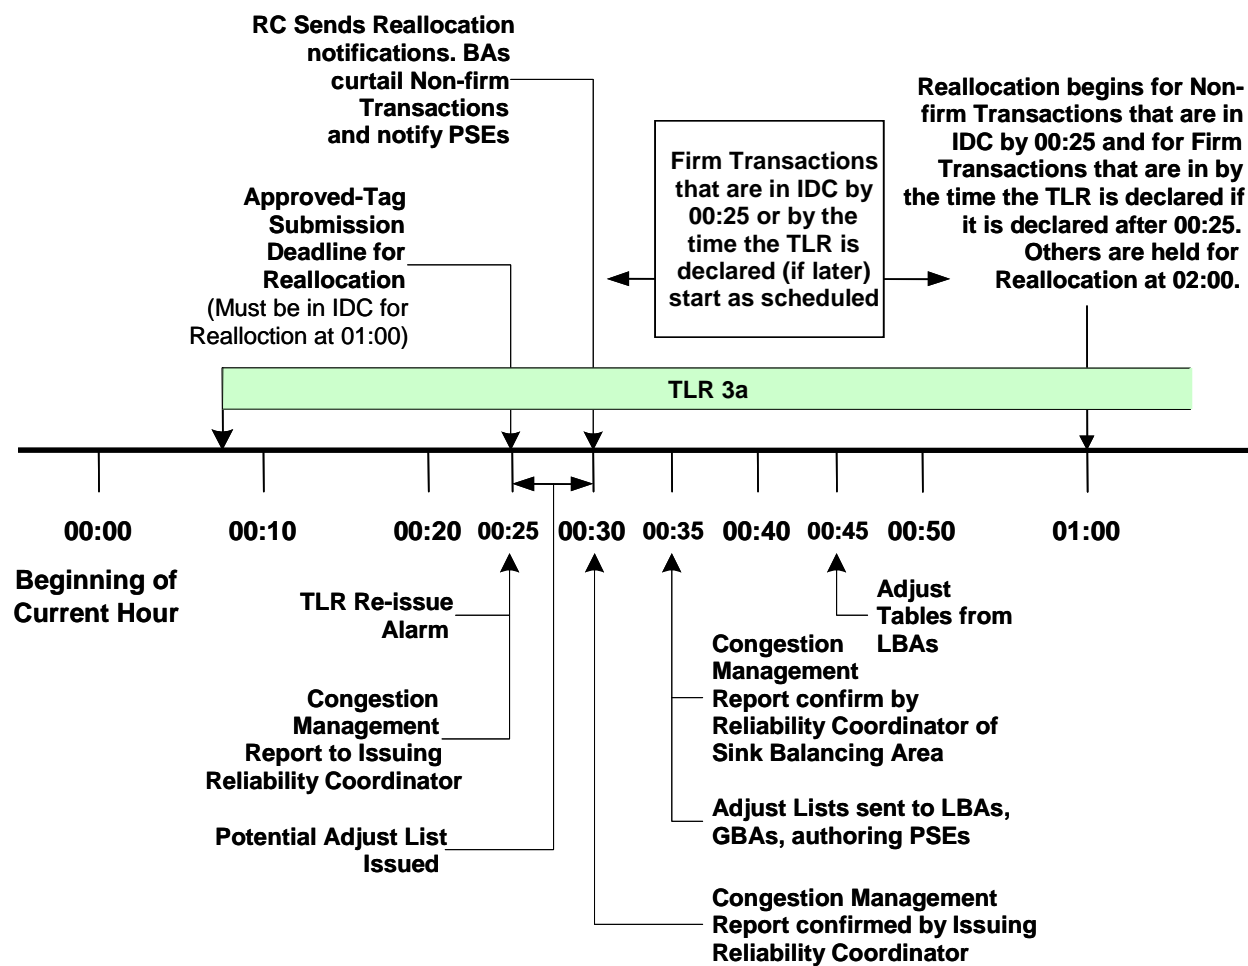 RC Sends Reallocation
notifications. BAs
curtail Non-firm
Transactions
and notify PSEs
Approved-Tag
Submission
Deadline for
Reallocation
(Must be in IDC for
Realloction at 01:00)
Firm Transactions
that are in IDC by
00:25 or by the
time the TLR is
declared (if later)
start as scheduled
Reallocation begins for Non-
firm Transactions that are in
IDC by 00:25 and for Firm
Transactions that are in by
the time the TLR is declared if
it is declared after 00:25.
Others are held for
Reallocation at 02:00.
TLR 3a
00:00
00:10
00:20
00:25
00:30
00:35
00:40
00:45
00:50
01:00
Beginning of
Current Hour
TLR Re-issue
Alarm
Congestion
Management
Report to Issuing
Reliability Coordinator
Potential Adjust List
Issued
Adjust
Tables from
LBAs
Congestion
Management
Report confirm by
Reliability Coordinator of
Sink Balancing Area
Adjust Lists sent to LBAs,
GBAs, authoring PSEs
Congestion Management
Report confirmed by Issuing
Reliability Coordinator